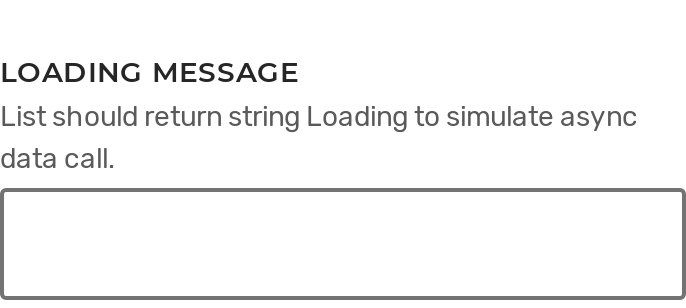 LOADING MESSAGE
List should return string Loading to simulate async
data call.